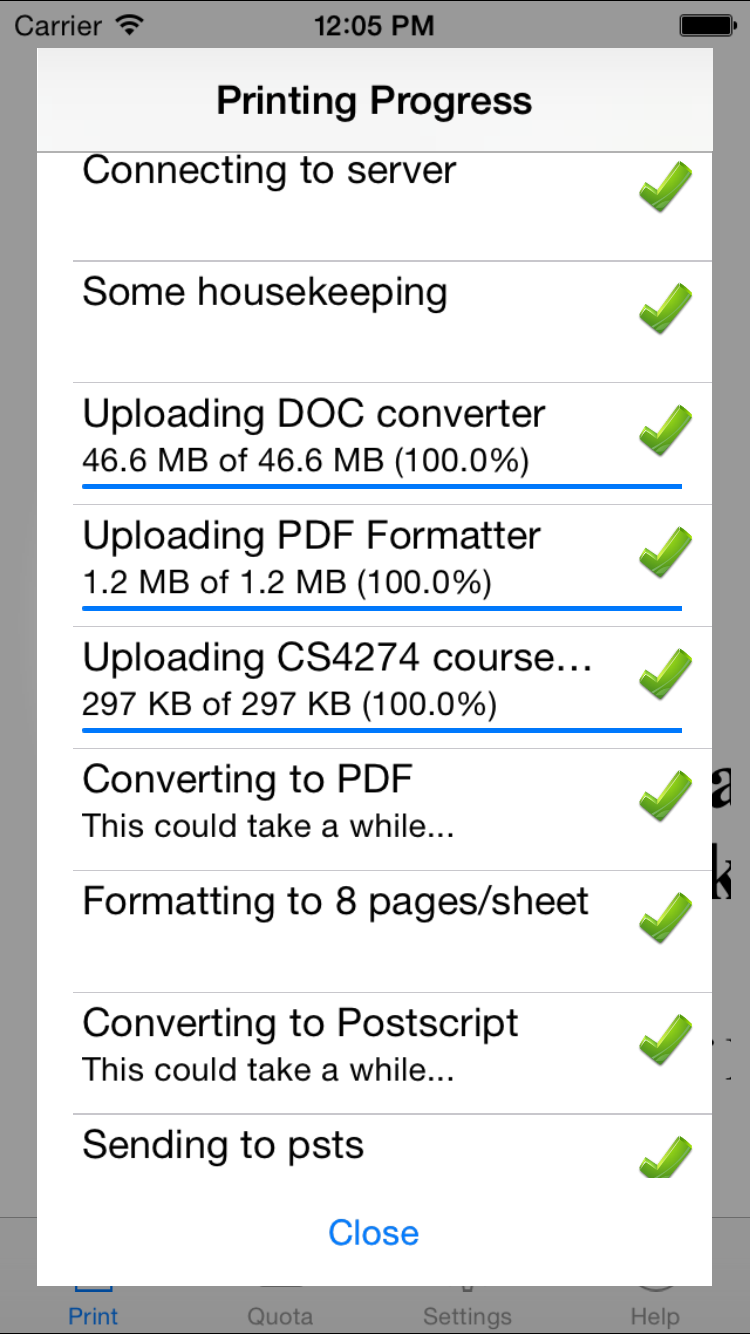 Carrier 12:05 PM
Printing Progress
Connecting to server
Some housekeeping
Uploading DOC converter
46.6 MB of 46.6 MB (100.0%)
Uploading PDF Formatter
1.2 MB of 1.2 MB (100.0%)
Uploading CS4274 course...
297 KB of 297 KB (100.0%)
Converting to PDF
This could take a while...
Formatting to 8 pages/sheet
Converting to Postscript
This could take a while...
Sending to psts
Close
Print Quota Settings Help